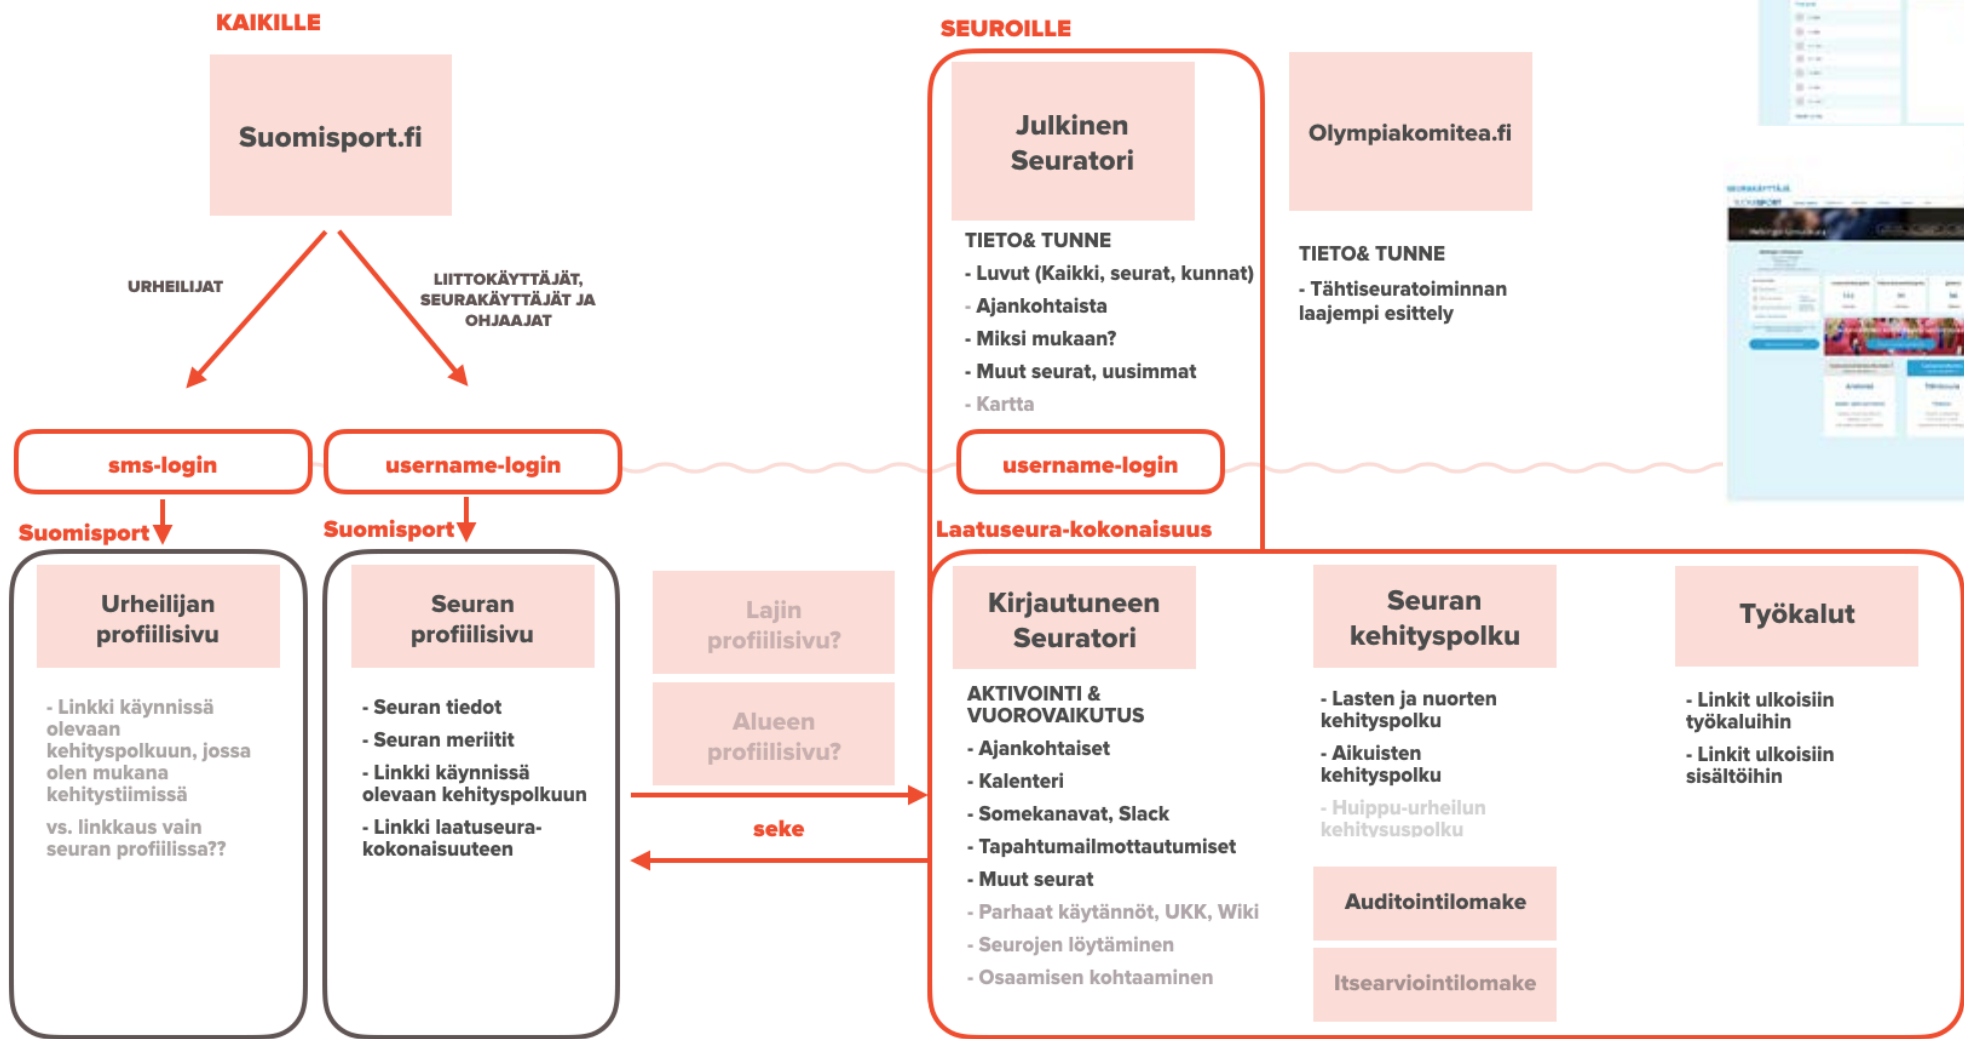 KAIKILLE
Suomisport.fi
URHEILIJAT
LIITTOKÄYTTÄJÄT,
SEURAKÄYTTÄJÄT JA
OHJAAJAT
sms-login
username-login
Suomisport
Urheilijan
profiilisivu
- Linkki käynnissä
olevaan
kehityspolkuun, jossa
olen mukana
kehitystiimissä
vs. linkkaus vain
seuran profiilissa??
Suomisport
Seuran
profiilisivu
- Seuran tiedot
- Seuran meriitit
- Linkki käynnissä
olevaan kehityspolkuun
- Linkki laatuseura-
kokonaisuuteen
Lajin
profiilisivu?
Alueen
profiilisivu?
seke
SEUROILLE
Julkinen
Seuratori
TIETO& TUNNE
- Luvut (Kaikki, seurat, kunnat)
- Ajankohtaista
- Miksi mukaan?
- Muut seurat, uusimmat
- Kartta
username-login
Olympiakomitea.fi
TIETO& TUNNE
- Tähtiseuratoiminnan
laajempi esittely
Laatuseura-kokonaisuus
Kirjautuneen
Seuratori
AKTIVOINTI &
VUOROVAIKUTUS
- Ajankohtaiset
- Kalenteri
- Somekanavat, Slack
- Tapahtumailmottautumiset
- Muut seurat
- Parhaat käytännöt, UKK, Wiki
- Seurojen löytäminen
- Osaamisen kohtaaminen
Seuran
kehityspolku
- Lasten ja nuorten
kehityspolku
- Aikuisten
kehityspolku
- Huippu-urheilun
kehitysuspolku
Auditointilomake
Itsearviointilomake
Työkalut
- Linkit ulkoisiin
työkaluihin
- Linkit ulkoisiin
sisältöihin
SEURAKÄYTTÄJÄ
SUOMISPORT